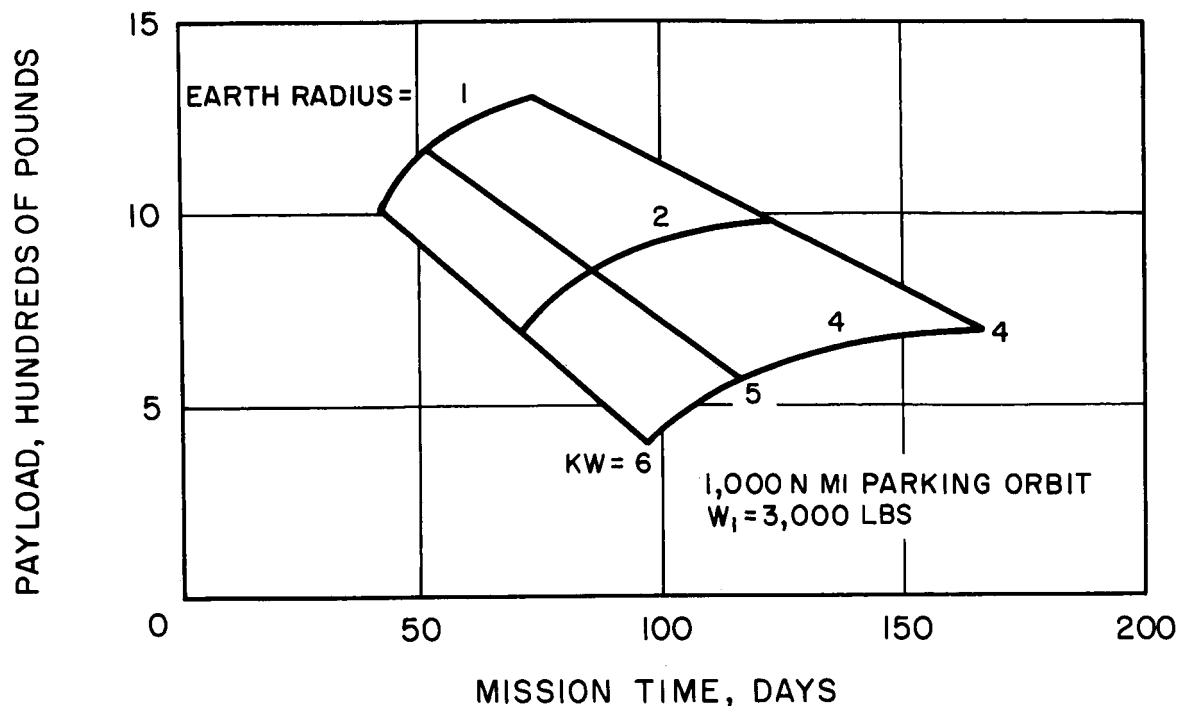 PAYLOAD, HUNDREDS OF POUNDS
15
10
5
0
EARTH RADIUS = 1
2
4
4
5
KW = 6
1,000 N MI PARKING ORBIT
W₁ = 3,000 LBS
50
100
150
200
MISSION TIME, DAYS